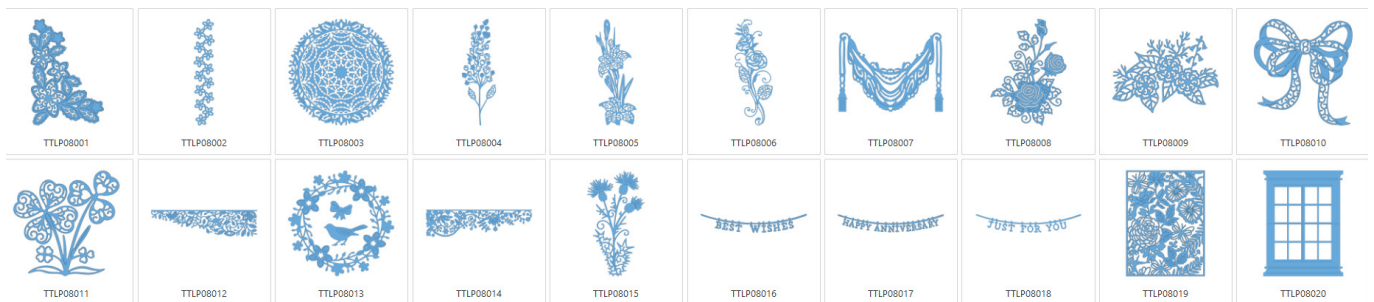 TTLP08001
TTLP08002
TTLP08003
TTLP08004
TTLP08005
TTLP08006
TTLP08007
TTLP08008
TTLP08009
TTLP08010
BEST WISHES
HAPPY ANNIVERSARY
JUST FOR YOU
TTLP08011
TTLP08012
TTLP08013
TTLP08014
TTLP08015
TTLP08016
TTLP08017
TTLP08018
TTLP08019
TTLP08020